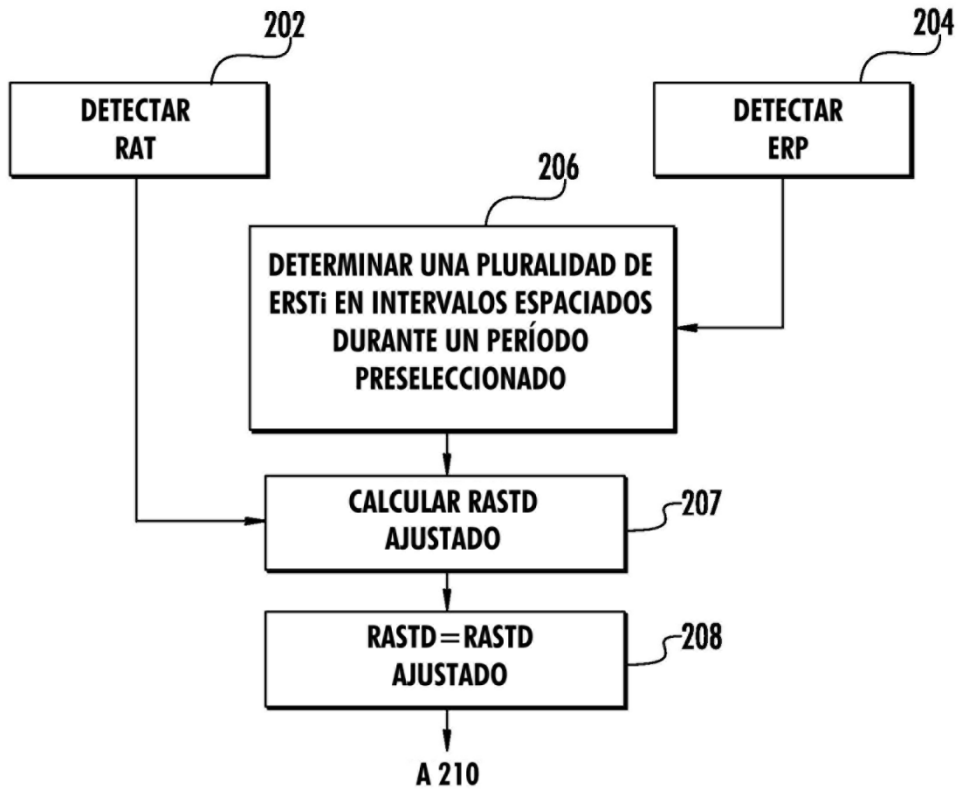 202
DETECTAR
RAT
204
DETECTAR
ERP
206
DETERMINAR UNA PLURALIDAD DE
ERSTi EN INTERVALOS ESPACIADOS
DURANTE UN PERÍODO
PRESELECCIONADO
CALCULAR RASTD
AJUSTADO
207
RASTD=RASTD
AJUSTADO
208
A 210